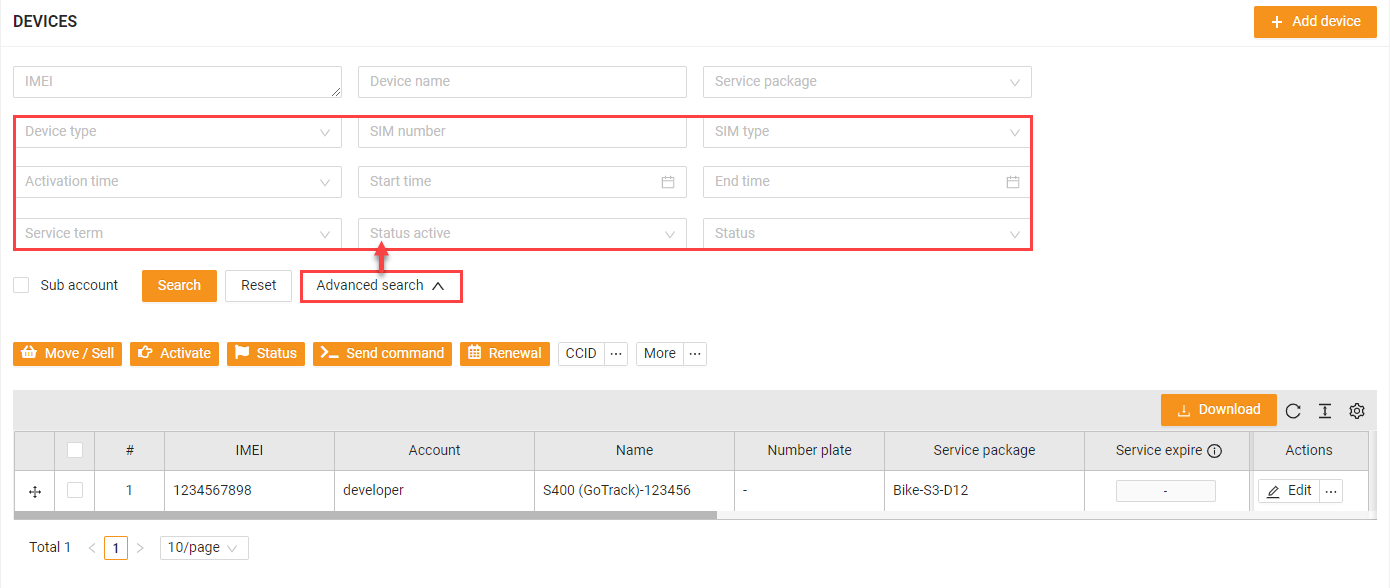 DEVICES
+ Add device
IMEI Device name Service package
Device type SIM number SIM type
Activation time Start time End time
Service term Status active Status
Sub account Search Reset Advanced search
Move / Sell Activate Status Send command Renewal CCID ··· More ···
Download
# IMEI Account Name Number plate Service package Service expire Actions
1 1234567898 developer S400 (GoTrack)-123456 - Bike-S3-D12 - Edit ···
Total 1 < 1 > 10/page